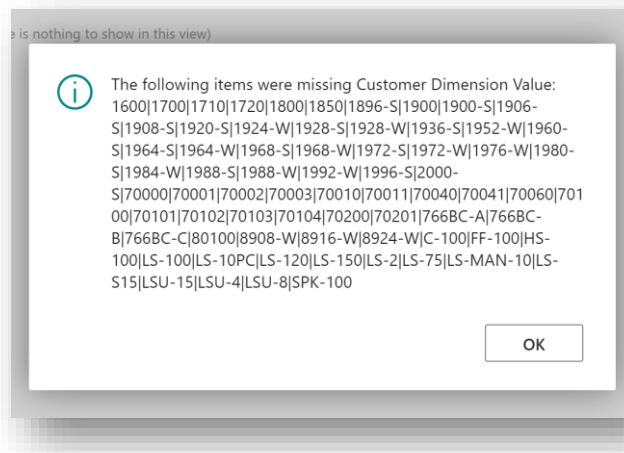 e is nothing to show in this view)
The following items were missing Customer Dimension Value:
1600|1700|1710|1720|1800|1850|1896-S|1900|1900-S|1906-
S|1908-S|1920-S|1924-W|1928-S|1928-W|1936-S|1952-W|1960-
S|1964-S|1964-W|1968-S|1968-W|1972-S|1972-W|1976-W|1980-
S|1984-W|1988-S|1988-W|1992-W|1996-S|2000-
S|70000|70001|70002|70003|70010|70011|70040|70041|70060|701
00|70101|70102|70103|70104|70200|70201|766BC-A|766BC-
B|766BC-C|80100|8908-W|8916-W|8924-W|C-100|FF-100|HS-
100|LS-100|LS-10PC|LS-120|LS-150|LS-2|LS-75|LS-MAN-10|LS-
S15|LSU-15|LSU-4|LSU-8|SPK-100
OK